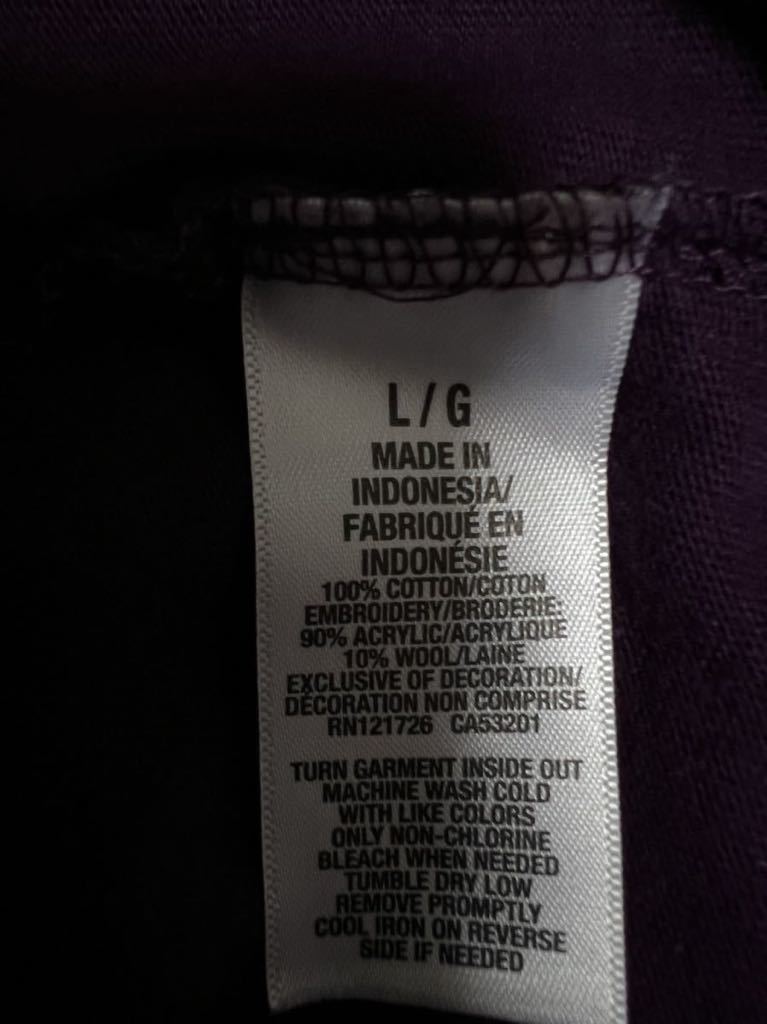 L/G
MADE IN
INDONESIA/
FABRIQUÉ EN
INDONÉSIE
100% COTTON/COTON
EMBROIDERY/BRODERIE:
90% ACRYLIC/ACRYLIQUE
10% WOOL/LAINE
EXCLUSIVE OF DECORATION/
DÉCORATION NON COMPRISE
RN121726 CA53201
TURN GARMENT INSIDE OUT
MACHINE WASH COLD
WITH LIKE COLORS
ONLY NON-CHLORINE
BLEACH WHEN NEEDED
TUMBLE DRY LOW
REMOVE PROMPTLY
COOL IRON ON REVERSE
SIDE IF NEEDED